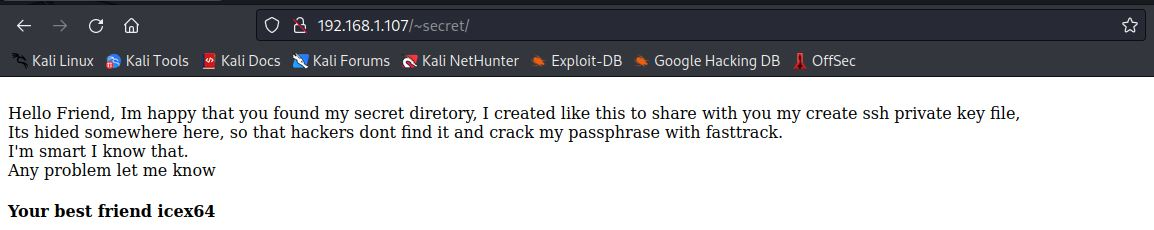 192.168.1.107/~secret/
Kali Linux Kali Tools Kali Docs Kali Forums Kali NetHunter Exploit-DB Google Hacking DB OffSec
Hello Friend, Im happy that you found my secret diretory, I created like this to share with you my create ssh private key file,
Its hided somewhere here, so that hackers dont find it and crack my passphrase with fasttrack.
I'm smart I know that.
Any problem let me know
Your best friend icex64